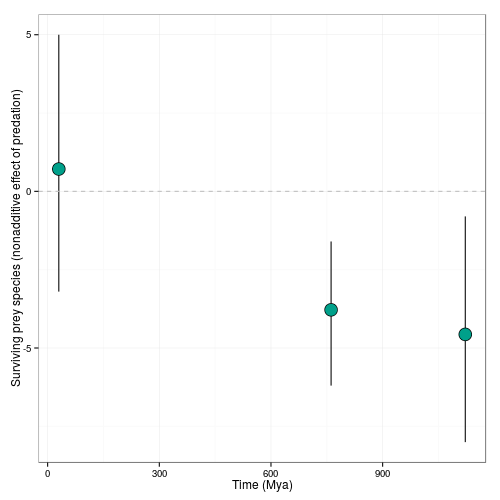 Surviving prey species (nonadditive effect of predation)
5
0
-5
0 300 600 900
Time (Mya)